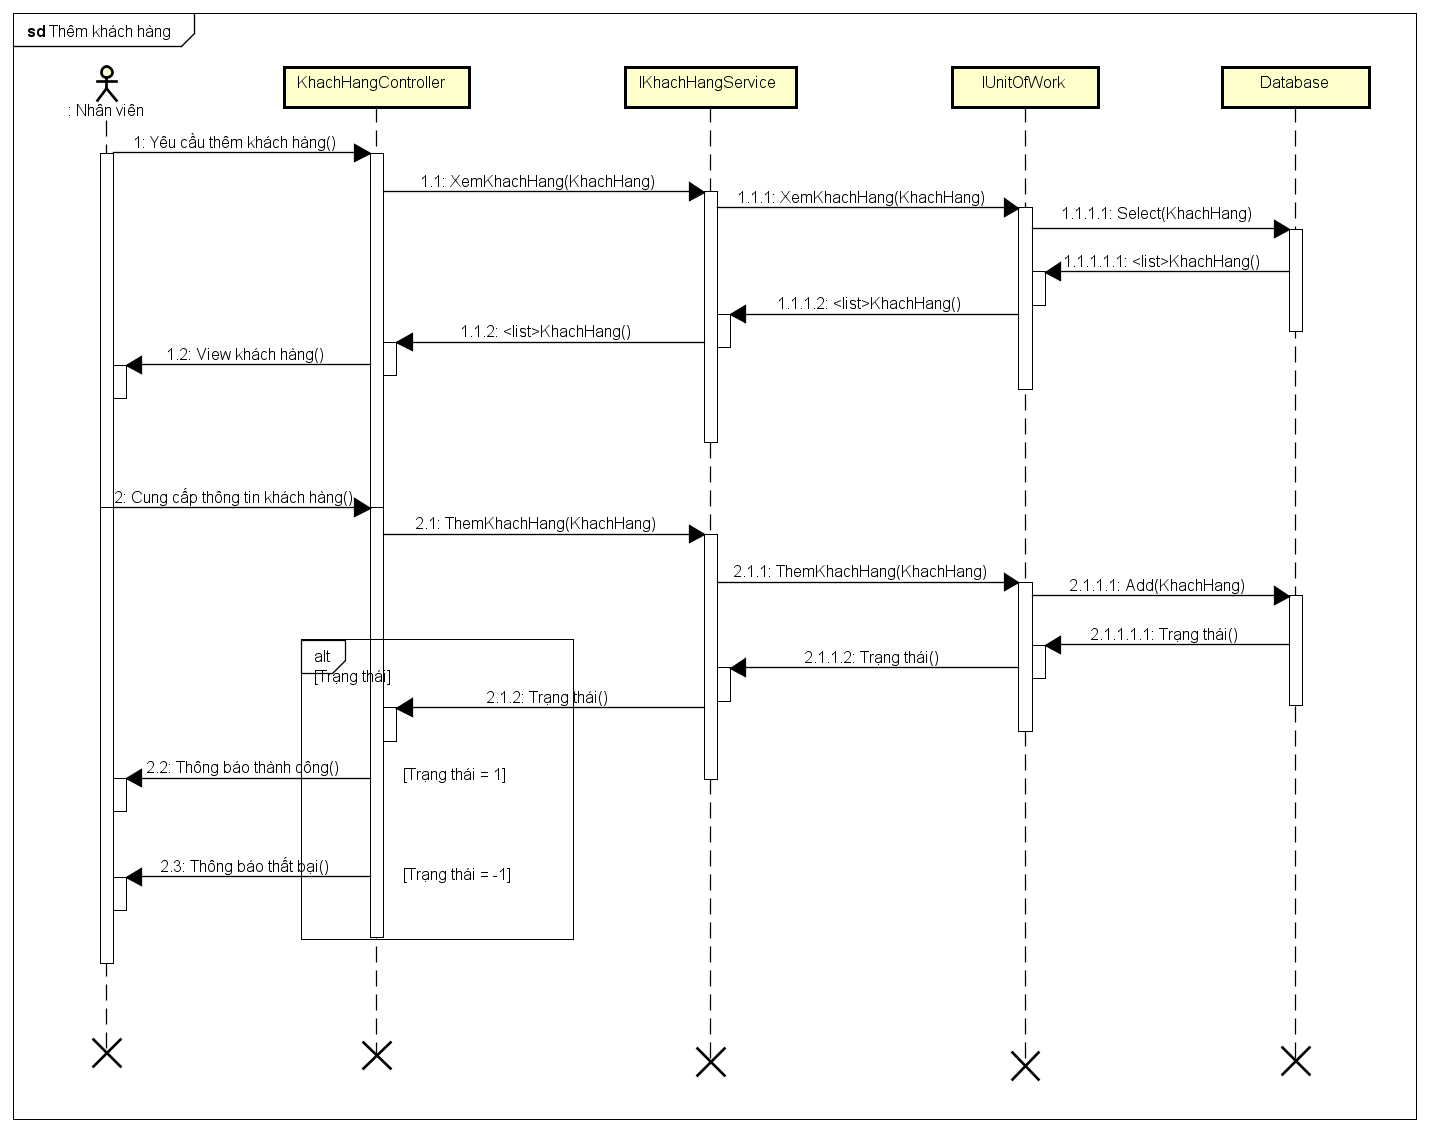 sd Thêm khách hàng
: Nhân viên
KhachHangController
IKhachHangService
IUnitOfWork
Database
1: Yêu cầu thêm khách hàng()
1.1: XemKhachHang(KhachHang)
1.1.1: XemKhachHang(KhachHang)
1.1.1.1: Select(KhachHang)
1.1.1.1.1: <list>KhachHang()
1.1.1.2: <list>KhachHang()
1.1.2: <list>KhachHang()
1.2: View khách hàng()
2: Cung cấp thông tin khách hàng()
2.1: ThemKhachHang(KhachHang)
2.1.1: ThemKhachHang(KhachHang)
2.1.1.1: Add(KhachHang)
2.1.1.1.1: Trạng thái()
2.1.1.2: Trạng thái()
alt
[Trạng thái]
2.1.2: Trạng thái()
2.2: Thông báo thành công()
[Trạng thái = 1]
2.3: Thông báo thất bại()
[Trạng thái = -1]